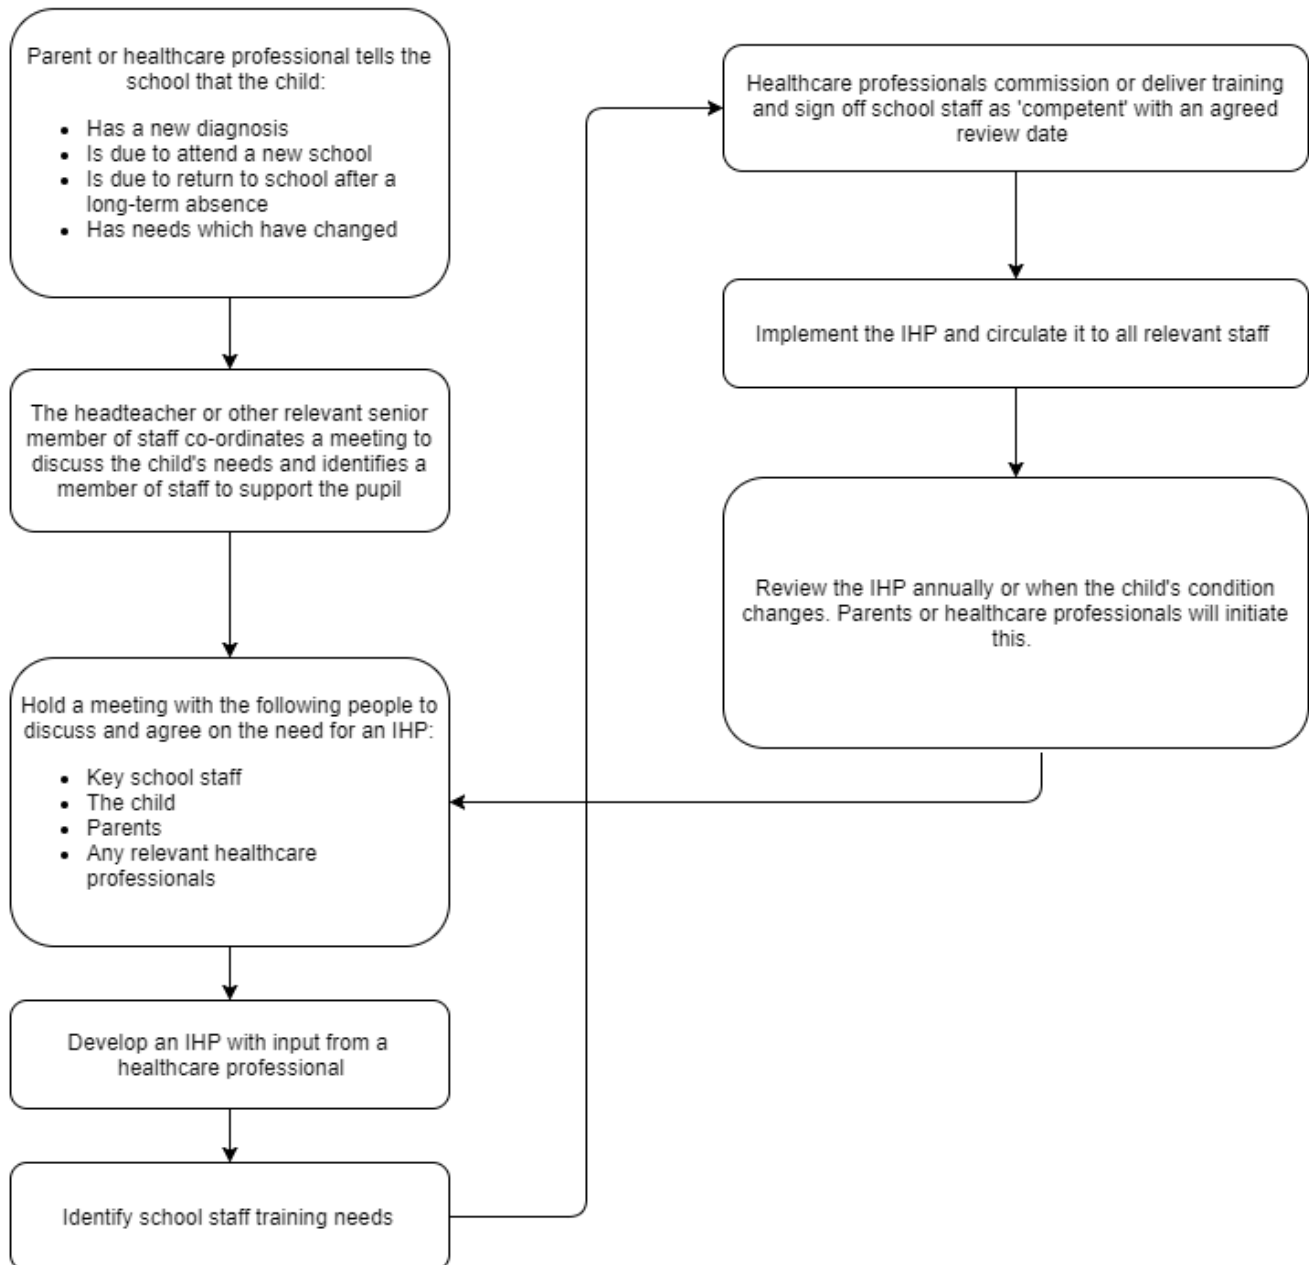 Parent or healthcare professional tells the
school that the child:
• Has a new diagnosis
• Is due to attend a new school
• Is due to return to school after a
long-term absence
• Has needs which have changed
The headteacher or other relevant senior
member of staff co-ordinates a meeting to
discuss the child's needs and identifies a
member of staff to support the pupil
Hold a meeting with the following people to
discuss and agree on the need for an IHP:
• Key school staff
• The child
• Parents
• Any relevant healthcare
professionals
Develop an IHP with input from a
healthcare professional
Identify school staff training needs
Healthcare professionals commission or deliver training
and sign off school staff as 'competent' with an agreed
review date
Implement the IHP and circulate it to all relevant staff
Review the IHP annually or when the child's condition
changes. Parents or healthcare professionals will initiate
this.